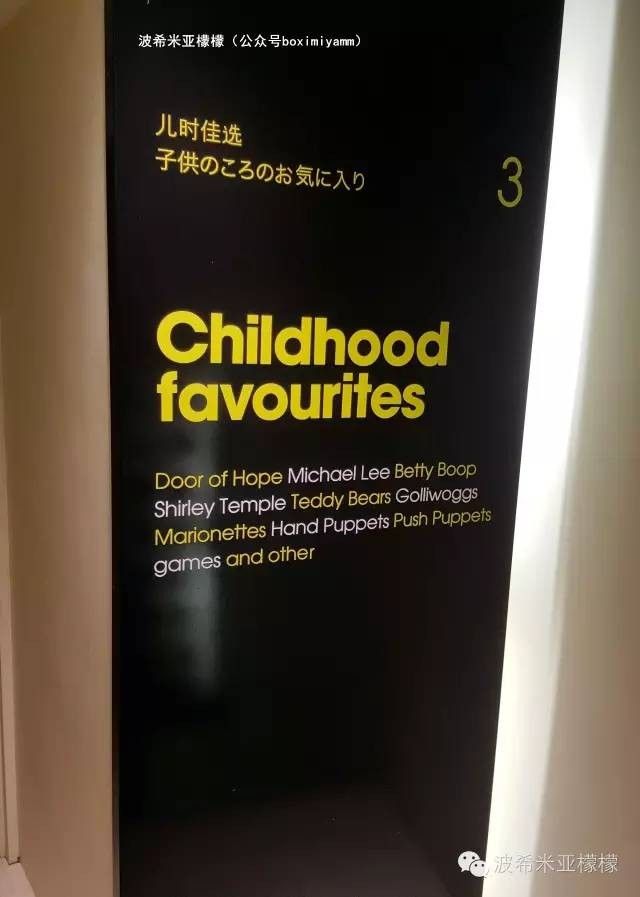 波希米亚檬檬（公众号boximiyamm）
儿时佳选
子供のころのお気に入り
3
Childhood
favourites
Door of Hope Michael Lee Betty Boop
Shirley Temple Teddy Bears Golliwoggs
Marionettes Hand Puppets Push Puppets
games and other
波希米亚檬檬